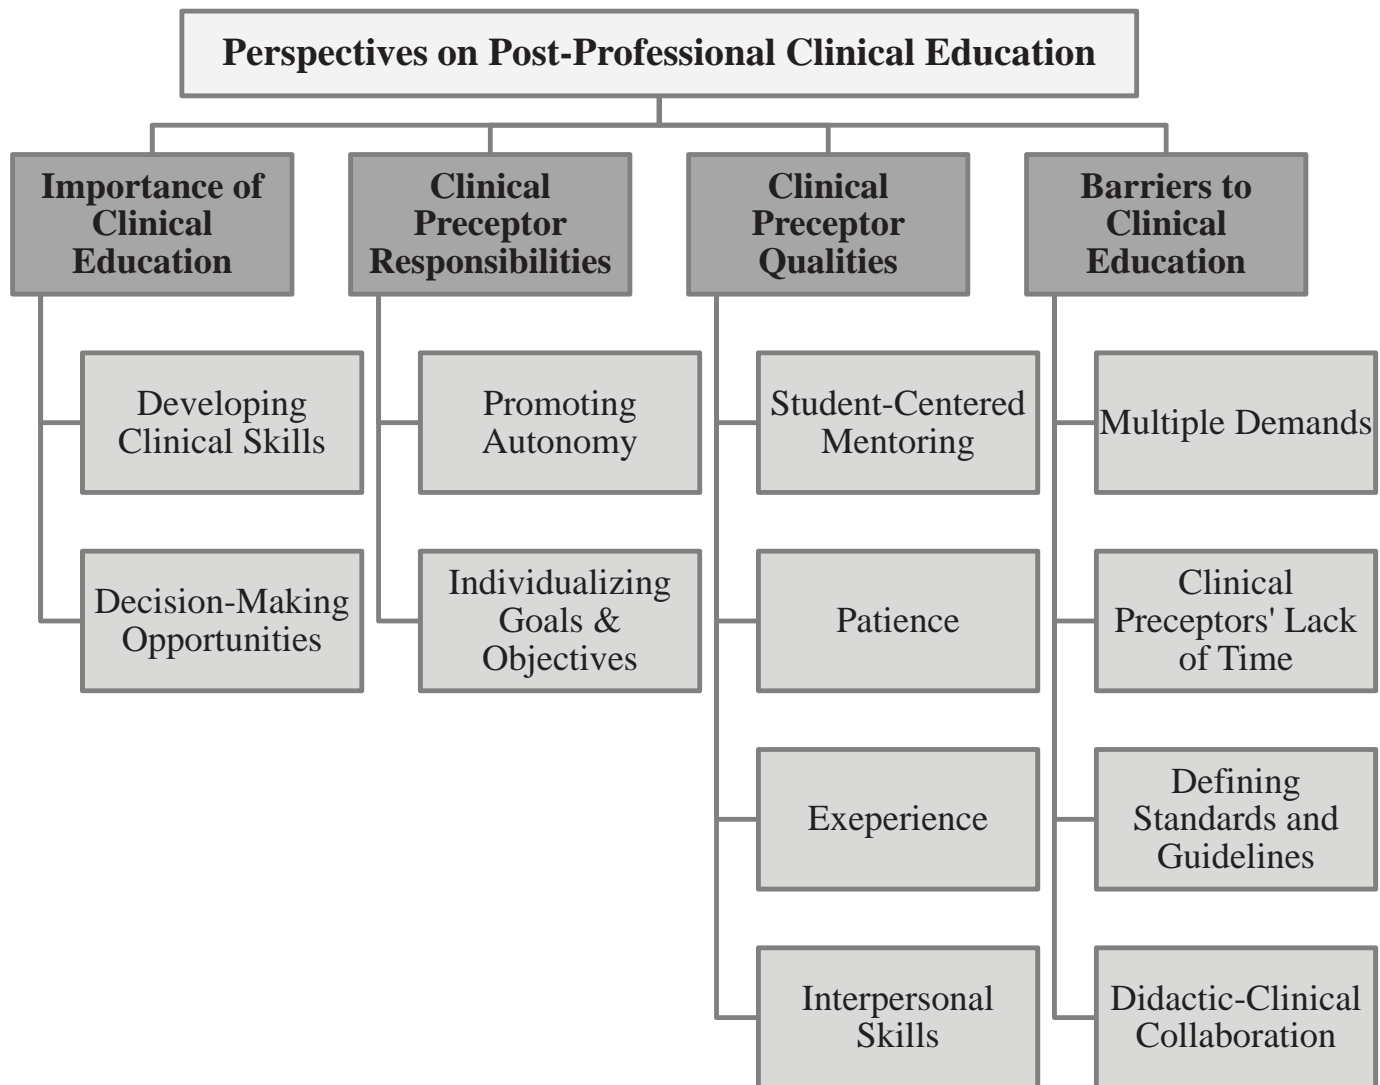 Perspectives on Post-Professional Clinical Education
Importance of
Clinical
Education
Developing
Clinical Skills
Decision-Making
Opportunities
Clinical
Preceptor
Responsibilities
Promoting
Autonomy
Individualizing
Goals &
Objectives
Clinical
Preceptor
Qualities
Student-Centered
Mentoring
Patience
Exeperience
Interpersonal
Skills
Barriers to
Clinical
Education
Multiple Demands
Clinical
Preceptors' Lack
of Time
Defining
Standards and
Guidelines
Didactic-Clinical
Collaboration